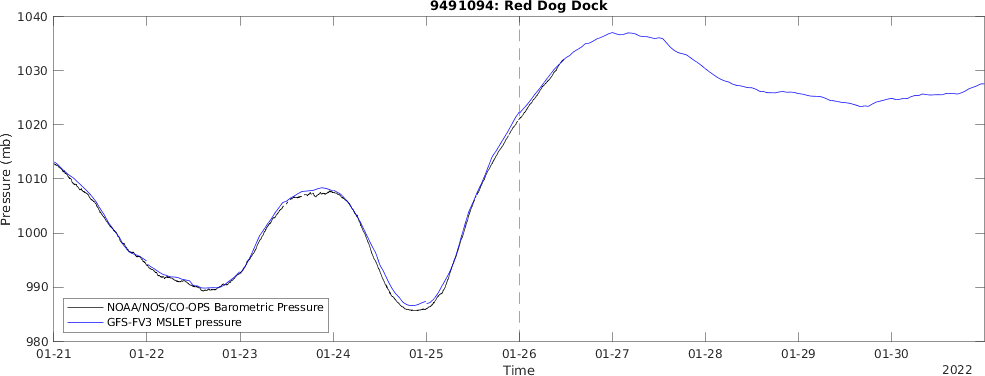 9491094: Red Dog Dock
1040
1030
1020
1010
1000
990
980
Pressure (mb)
NOAA/NOS/CO-OPS Barometric Pressure
GFS-FV3 MSLET pressure
01-21 01-22 01-23 01-24 01-25 01-26 01-27 01-28 01-29 01-30
Time
2022